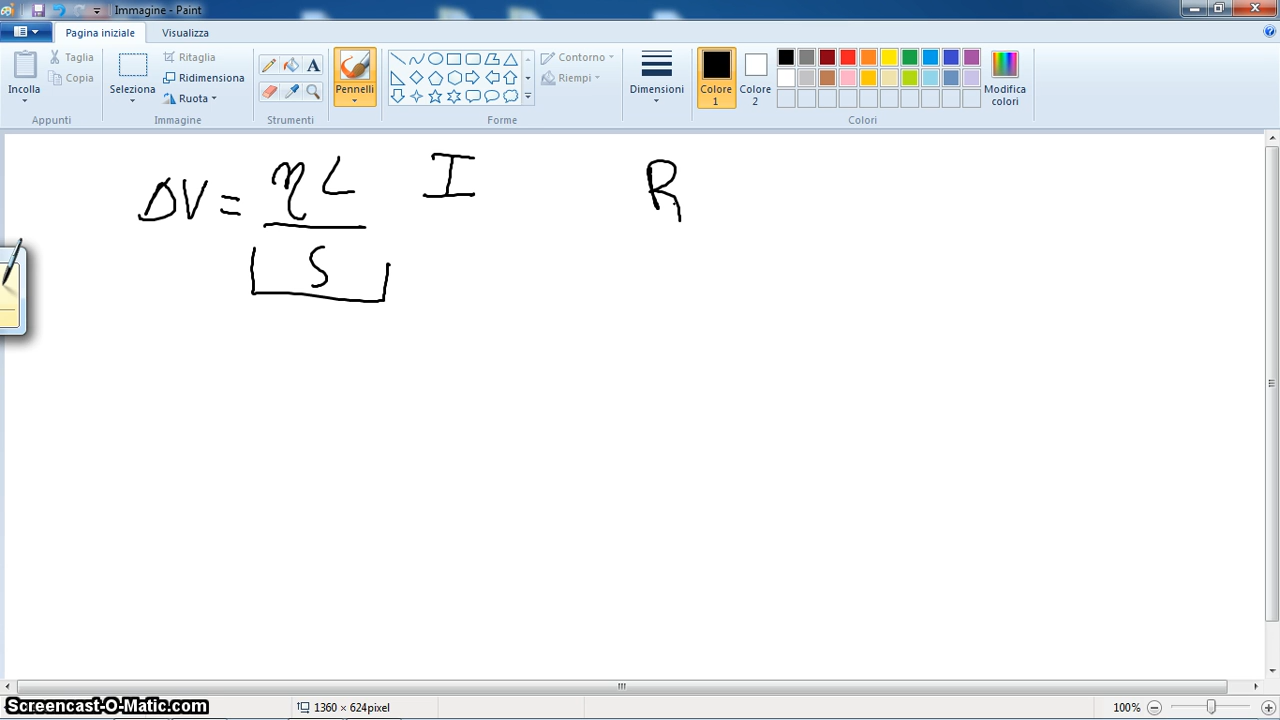 Immagine - Paint
Pagina iniziale Visualizza
Incolla
Taglia
Copia
Appunti
Selezionа
Ritaglia
Ridimensiona
Ruota
Immagine
A
Strumenti
Pennelli
Contorno
Riempi
Forme
Dimensioni
Colore 1
Colore 2
Modifica colori
Colori
ΔV = ηL I R
S
Screencast-O-Matic.com
1360 × 624pixel
100%